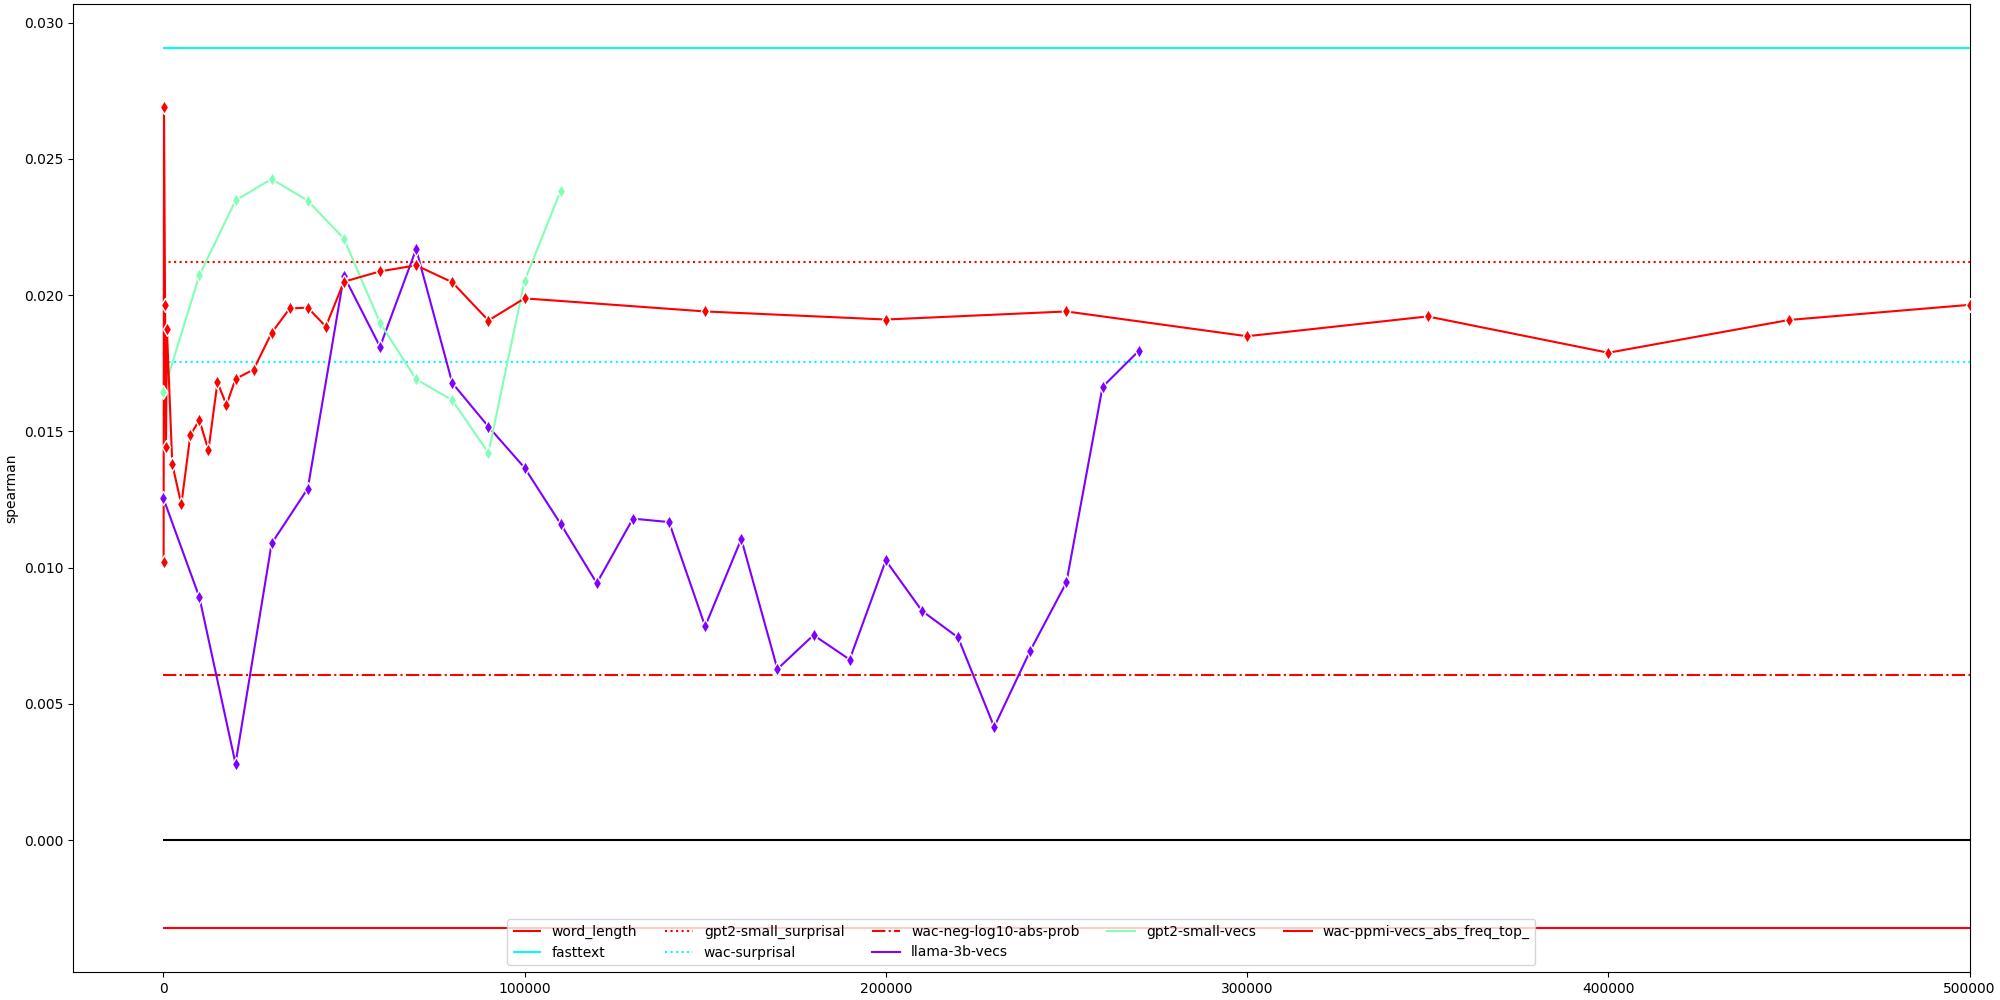 0.030
0.025
0.020
0.015
0.010
0.005
0.000
spearman
word_length gpt2-small_surprisal wac-neg-log10-abs-prob gpt2-small-vecs wac-ppmi-vecs_abs_freq_top_
fasttext wac-surprisal llama-3b-vecs
0 100000 200000 300000 400000 500000